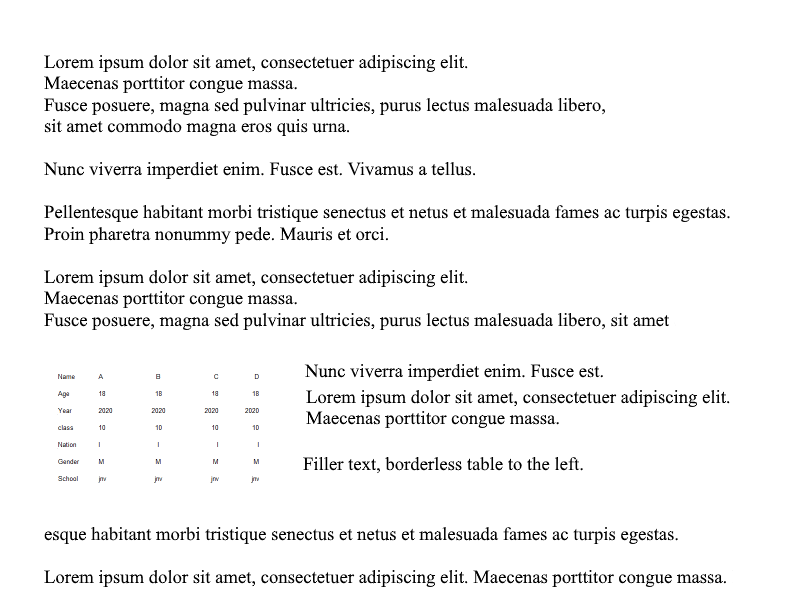 Lorem ipsum dolor sit amet, consectetuer adipiscing elit.
Maecenas porttitor congue massa.
Fusce posuere, magna sed pulvinar ultricies, purus lectus malesuada libero,
sit amet commodo magna eros quis urna.
Nunc viverra imperdiet enim. Fusce est. Vivamus a tellus.
Pellentesque habitant morbi tristique senectus et netus et malesuada fames ac turpis egestas.
Proin pharetra nonummy pede. Mauris et orci.
Lorem ipsum dolor sit amet, consectetuer adipiscing elit.
Maecenas porttitor congue massa.
Fusce posuere, magna sed pulvinar ultricies, purus lectus malesuada libero, sit amet
Name A B C D
Age 18 18 18 18
Year 2020 2020 2020 2020
class 10 10 10 10
Nation I I I I
Gender M M M M
School jnv jnv jnv jnv
Nunc viverra imperdiet enim. Fusce est.
Lorem ipsum dolor sit amet, consectetuer adipiscing elit.
Maecenas porttitor congue massa.
Filler text, borderless table to the left.
esque habitant morbi tristique senectus et netus et malesuada fames ac turpis egestas.
Lorem ipsum dolor sit amet, consectetuer adipiscing elit. Maecenas porttitor congue massa.